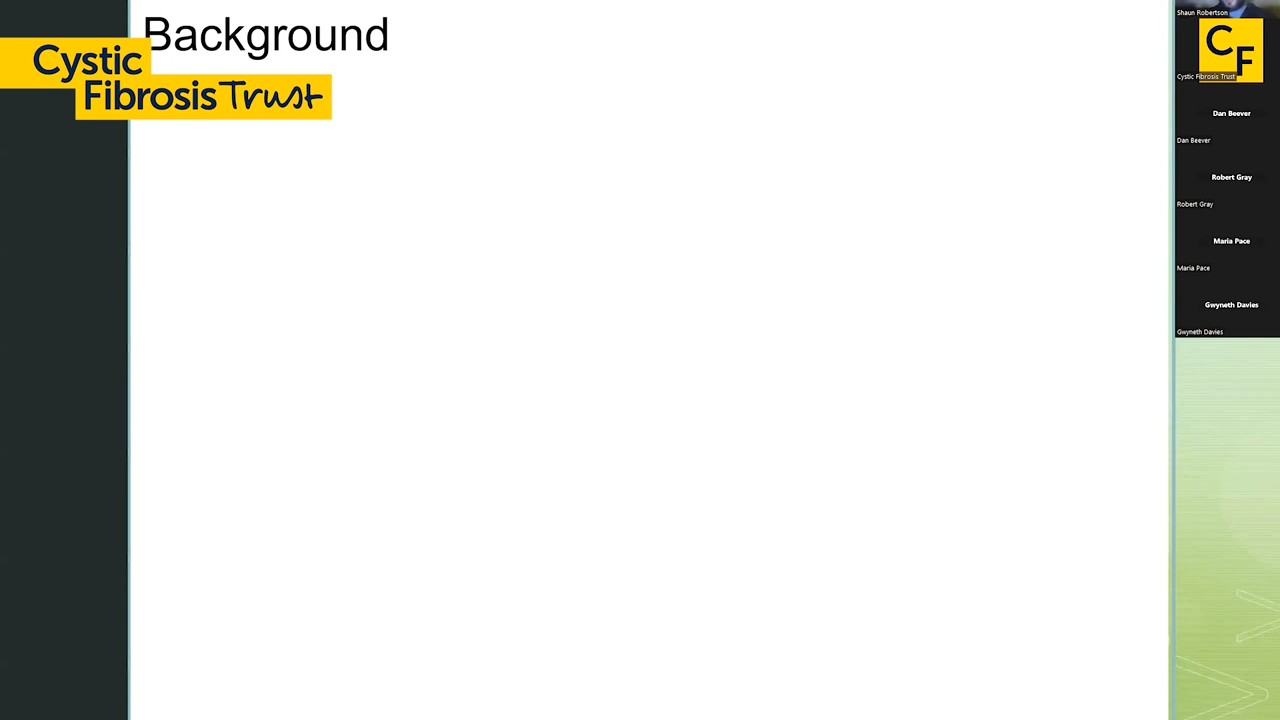 Background
Cystic
Fibrosis Trust
Shaun Robertson
CF
Cystic Fibrosis Trust
Dan Beever
Dan Beever
Robert Gray
Robert Gray
Maria Pace
Maria Pace
Gwyneth Davies
Gwyneth Davies